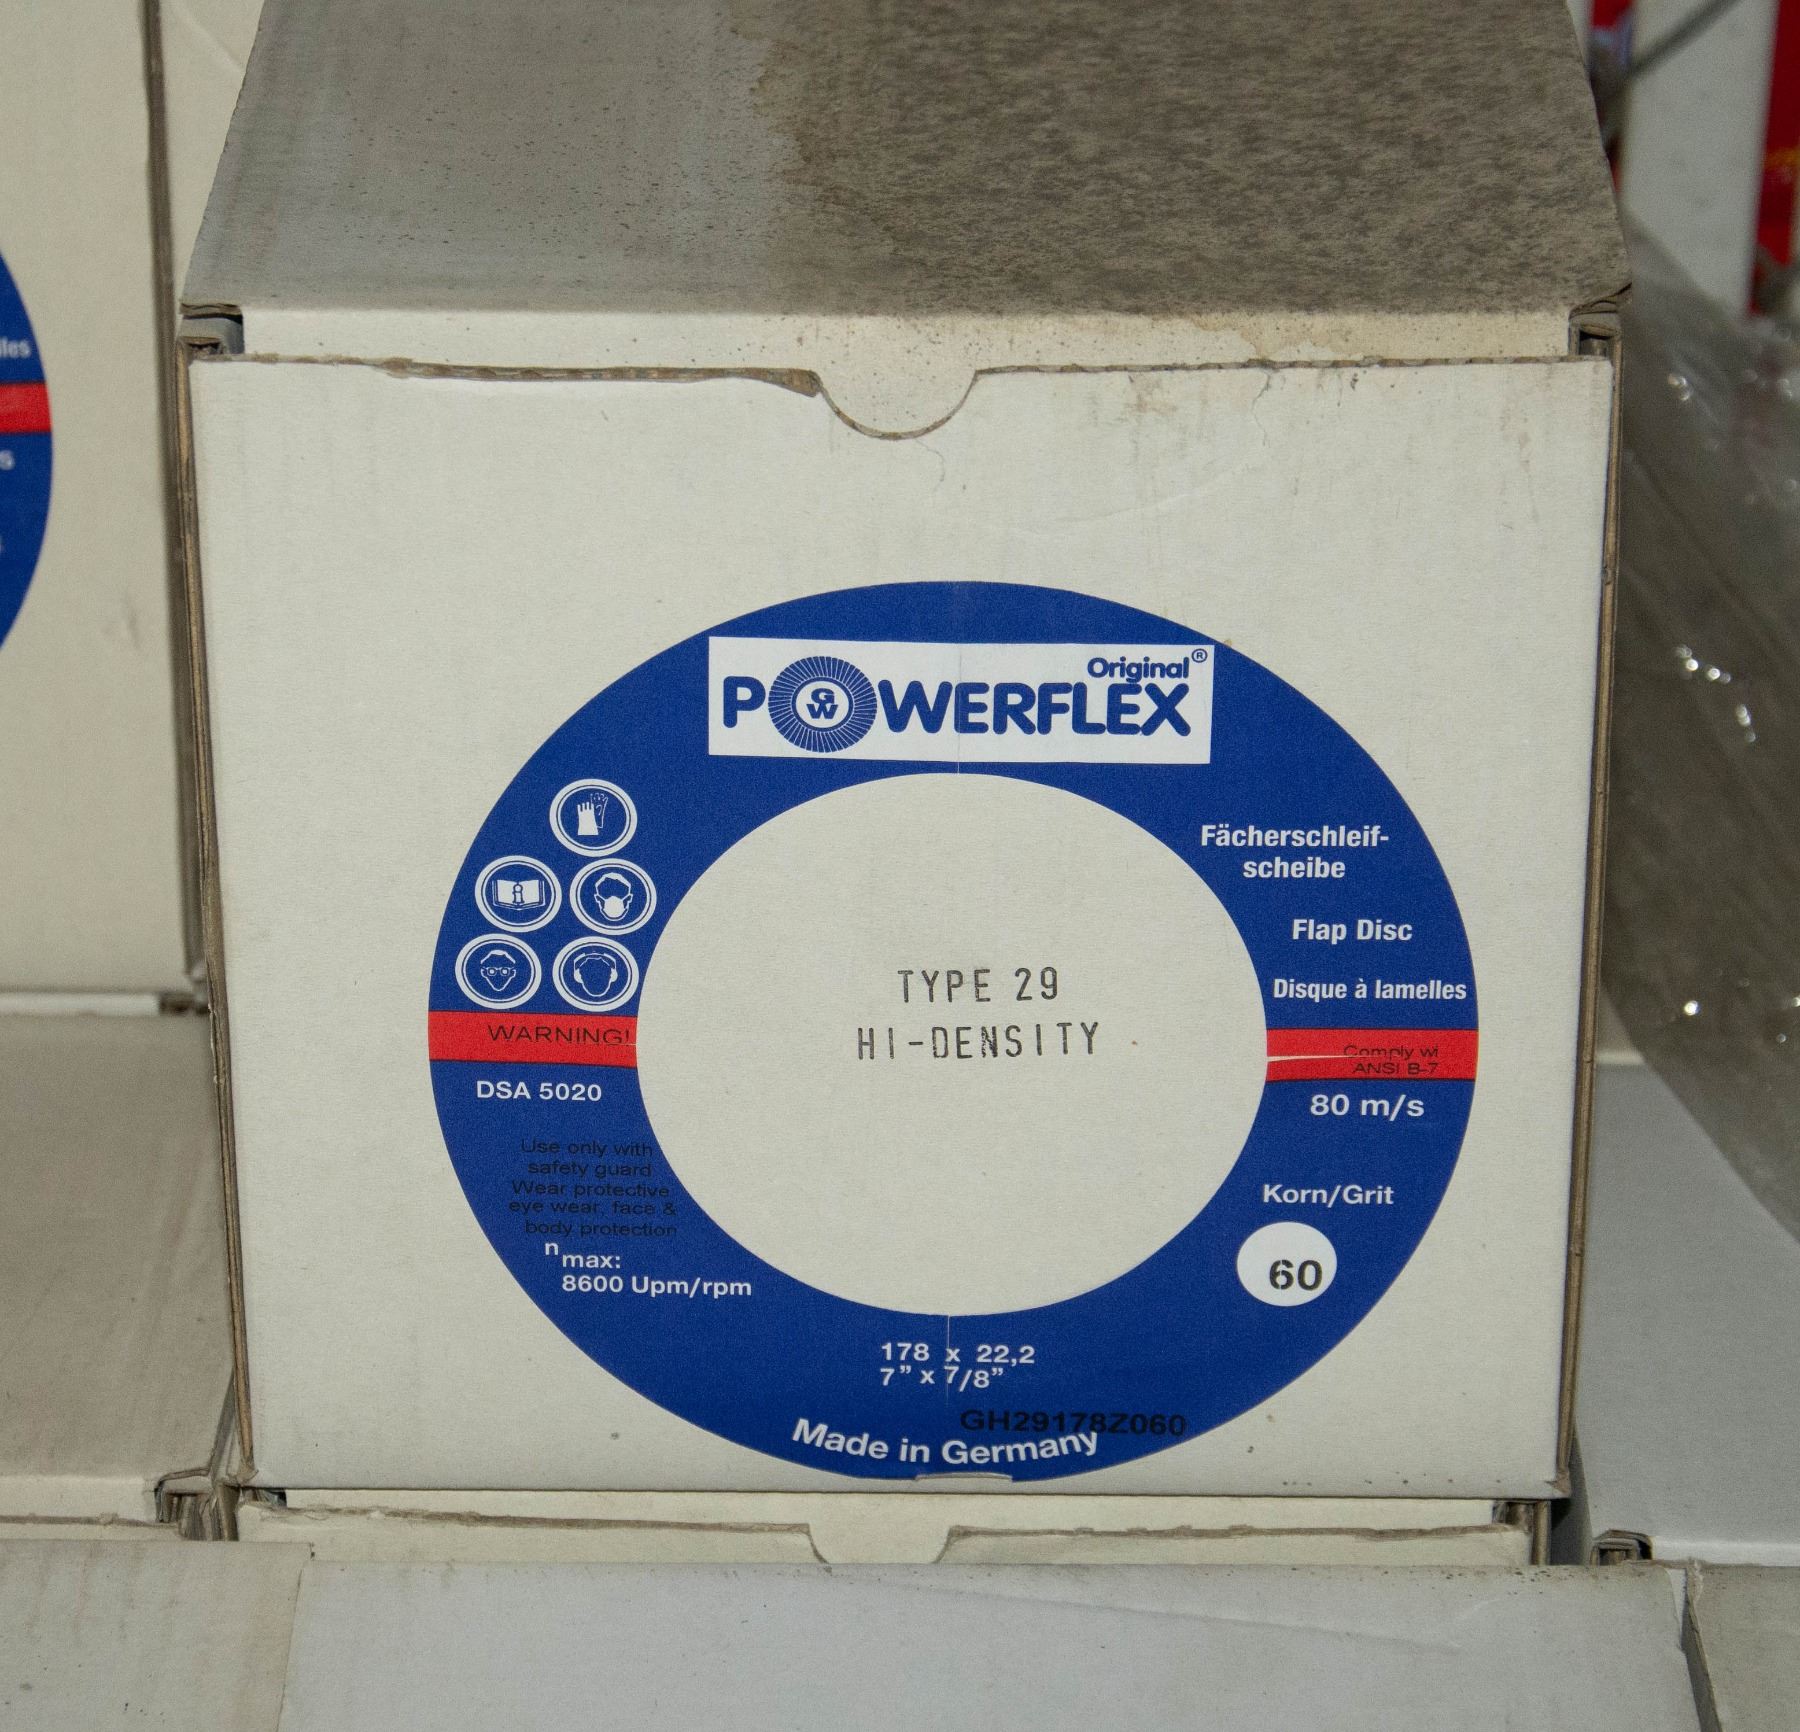 Original®
POWERFLEX
GW
Fächerschleif-
scheibe
Flap Disc
Disque à lamelles
TYPE 29
HI-DENSITY
WARNING!
Comply wi
ANSI B-7
DSA 5020
80 m/s
Use only with
safety guard
Wear protective
eye wear, face &
body protection
Korn/Grit
60
n max:
8600 Upm/rpm
178 x 22,2
7" x 7/8"
GH29178Z060
Made in Germany